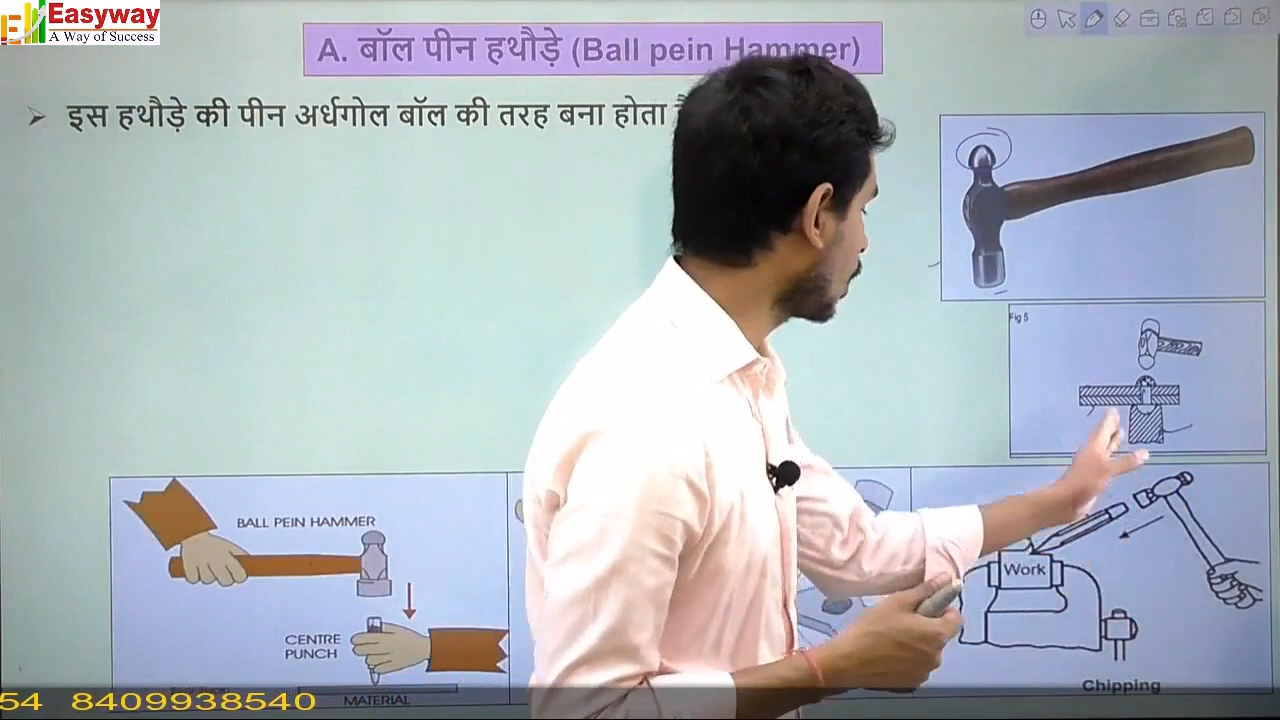 Easyway
A Way of Success
A. बॉल पीन हथौड़े (Ball pein Hammer)
इस हथौड़े की पीन अर्धगोल बॉल की तरह बना होता
Fig 5
BALL PEIN HAMMER
CENTRE
PUNCH
MATERIAL
Work
Chipping
54 8409938540